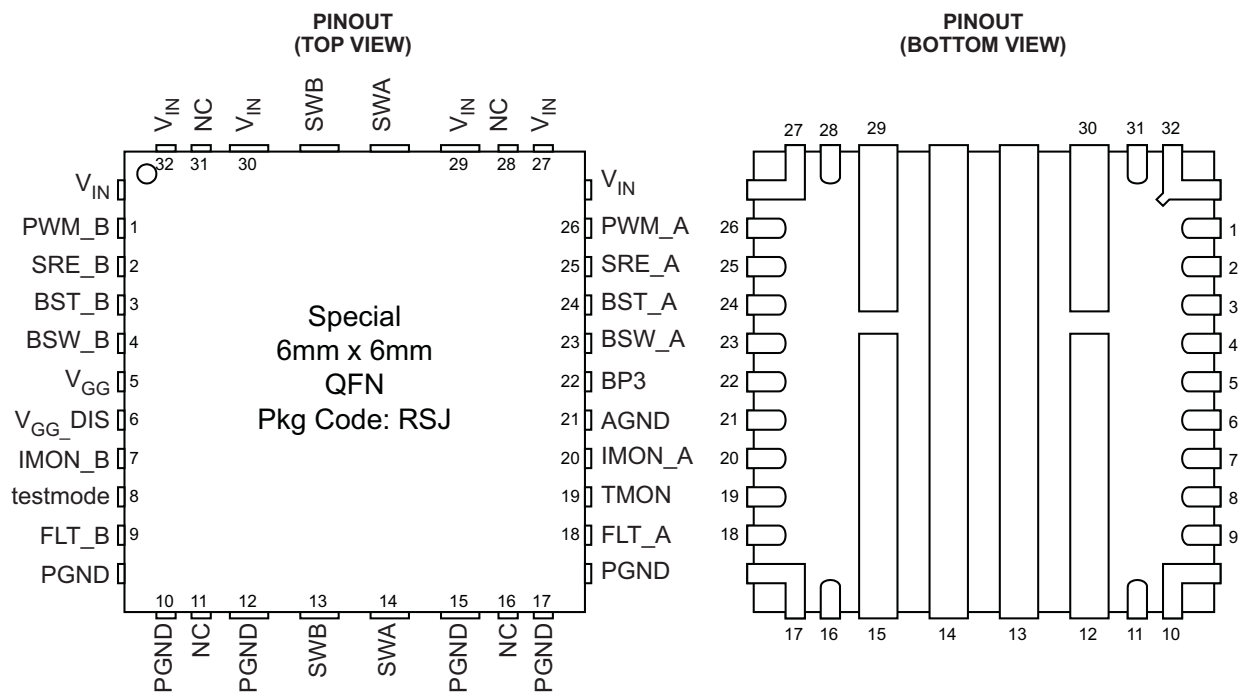 PINOUT
(TOP VIEW)
VIN NC VIN SWB SWA VIN NC VIN
32 31 30 29 28 27
VIN VIN
PWM_B 1 26 PWM_A
SRE_B 2 25 SRE_A
BST_B 3 24 BST_A
BSW_B 4 23 BSW_A
VGG 5 22 BP3
VGG_DIS 6 21 AGND
IMON_B 7 20 IMON_A
testmode 8 19 TMON
FLT_B 9 18 FLT_A
PGND PGND
Special
6mm x 6mm
QFN
Pkg Code: RSJ
10 11 12 13 14 15 16 17
PGND NC PGND SWB SWA PGND NC PGND
PINOUT
(BOTTOM VIEW)
27 28 29 30 31 32
26 1
25 2
24 3
23 4
22 5
21 6
20 7
19 8
18 9
17 16 15 14 13 12 11 10